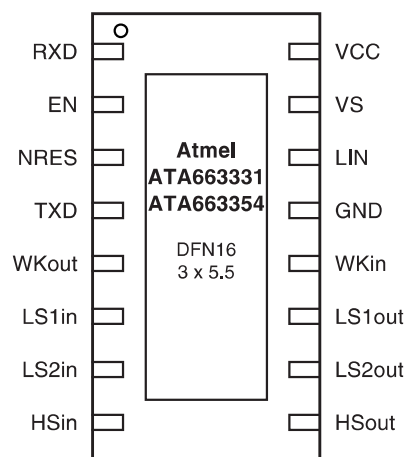 RXD VCC
EN VS
NRES LIN
TXD GND
WKout WKin
LS1in LS1out
LS2in LS2out
HSin HSout
Atmel
ATA663331
ATA663354
DFN16
3 x 5.5